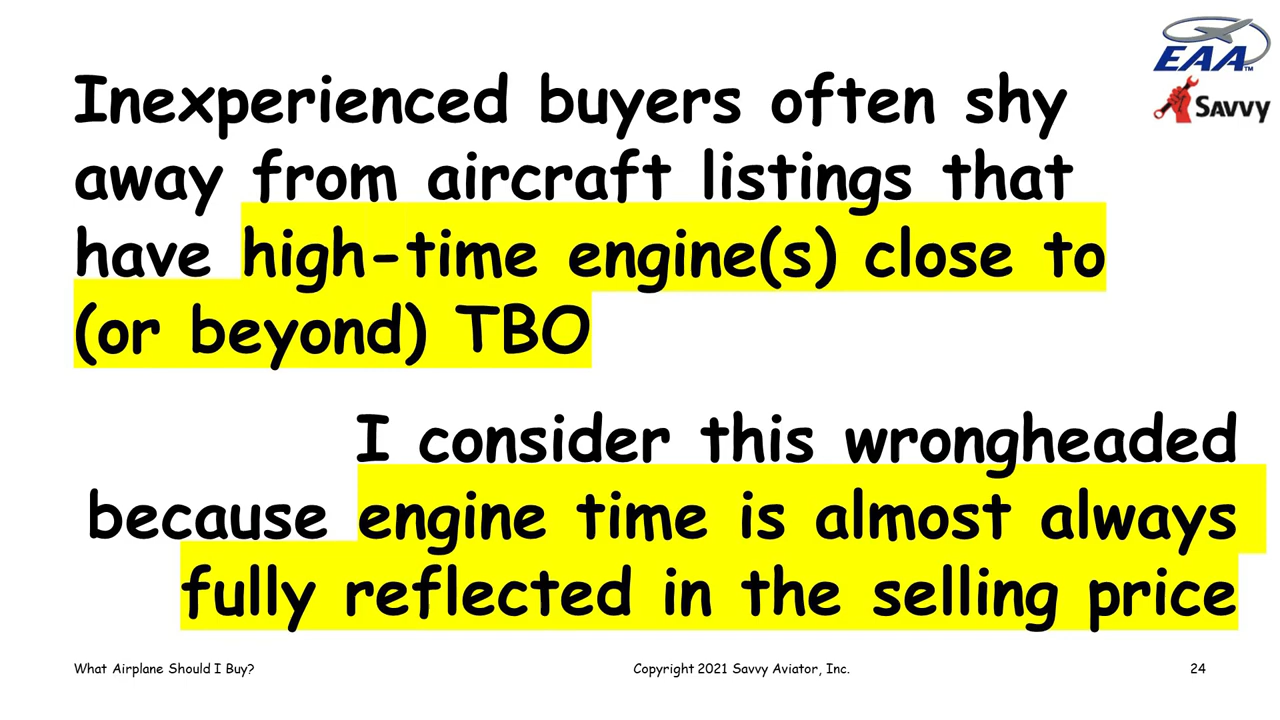 EAA™
Savvy
Inexperienced buyers often shy
away from aircraft listings that
have high-time engine(s) close to
(or beyond) TBO
I consider this wrongheaded
because engine time is almost always
fully reflected in the selling price
What Airplane Should I Buy?
Copyright 2021 Savvy Aviator, Inc.
24